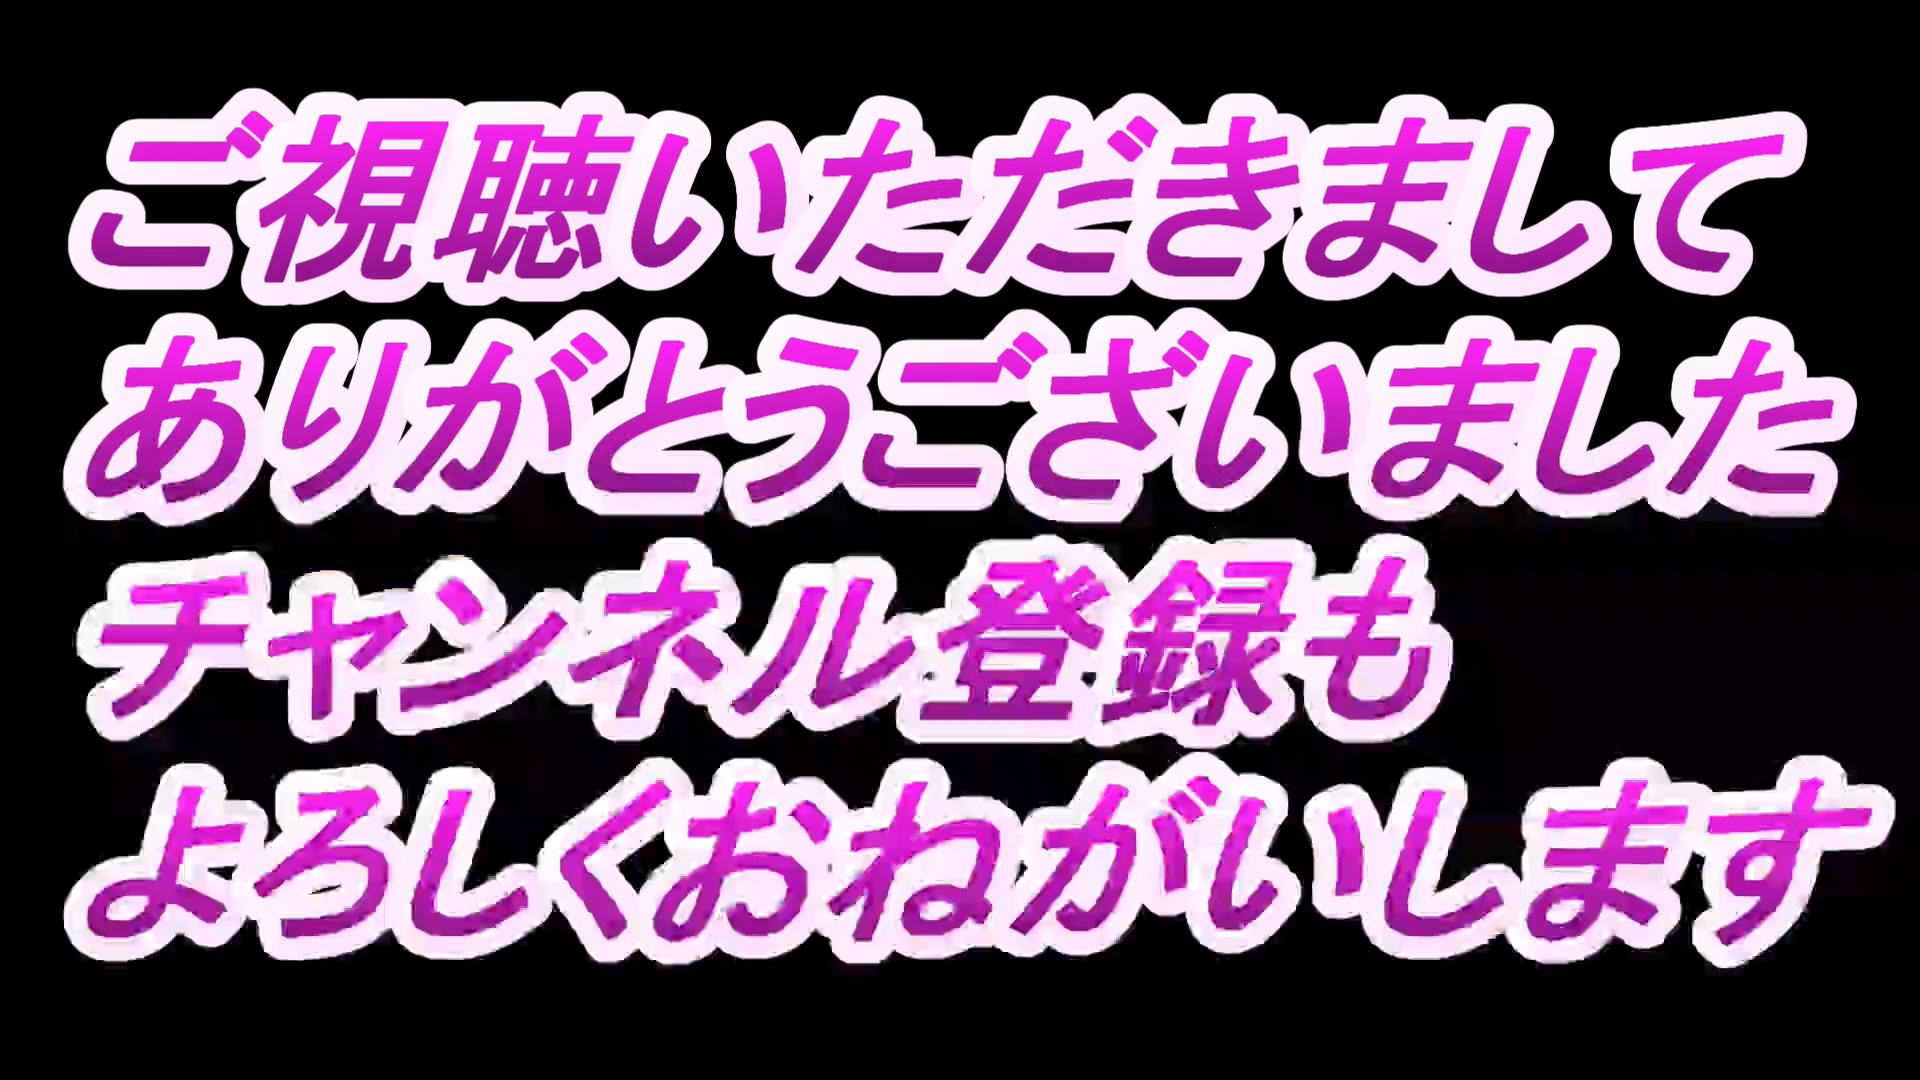 ご視聴いただきまして
ありがとうございました
チャンネル登録も
よろしくおねがいします